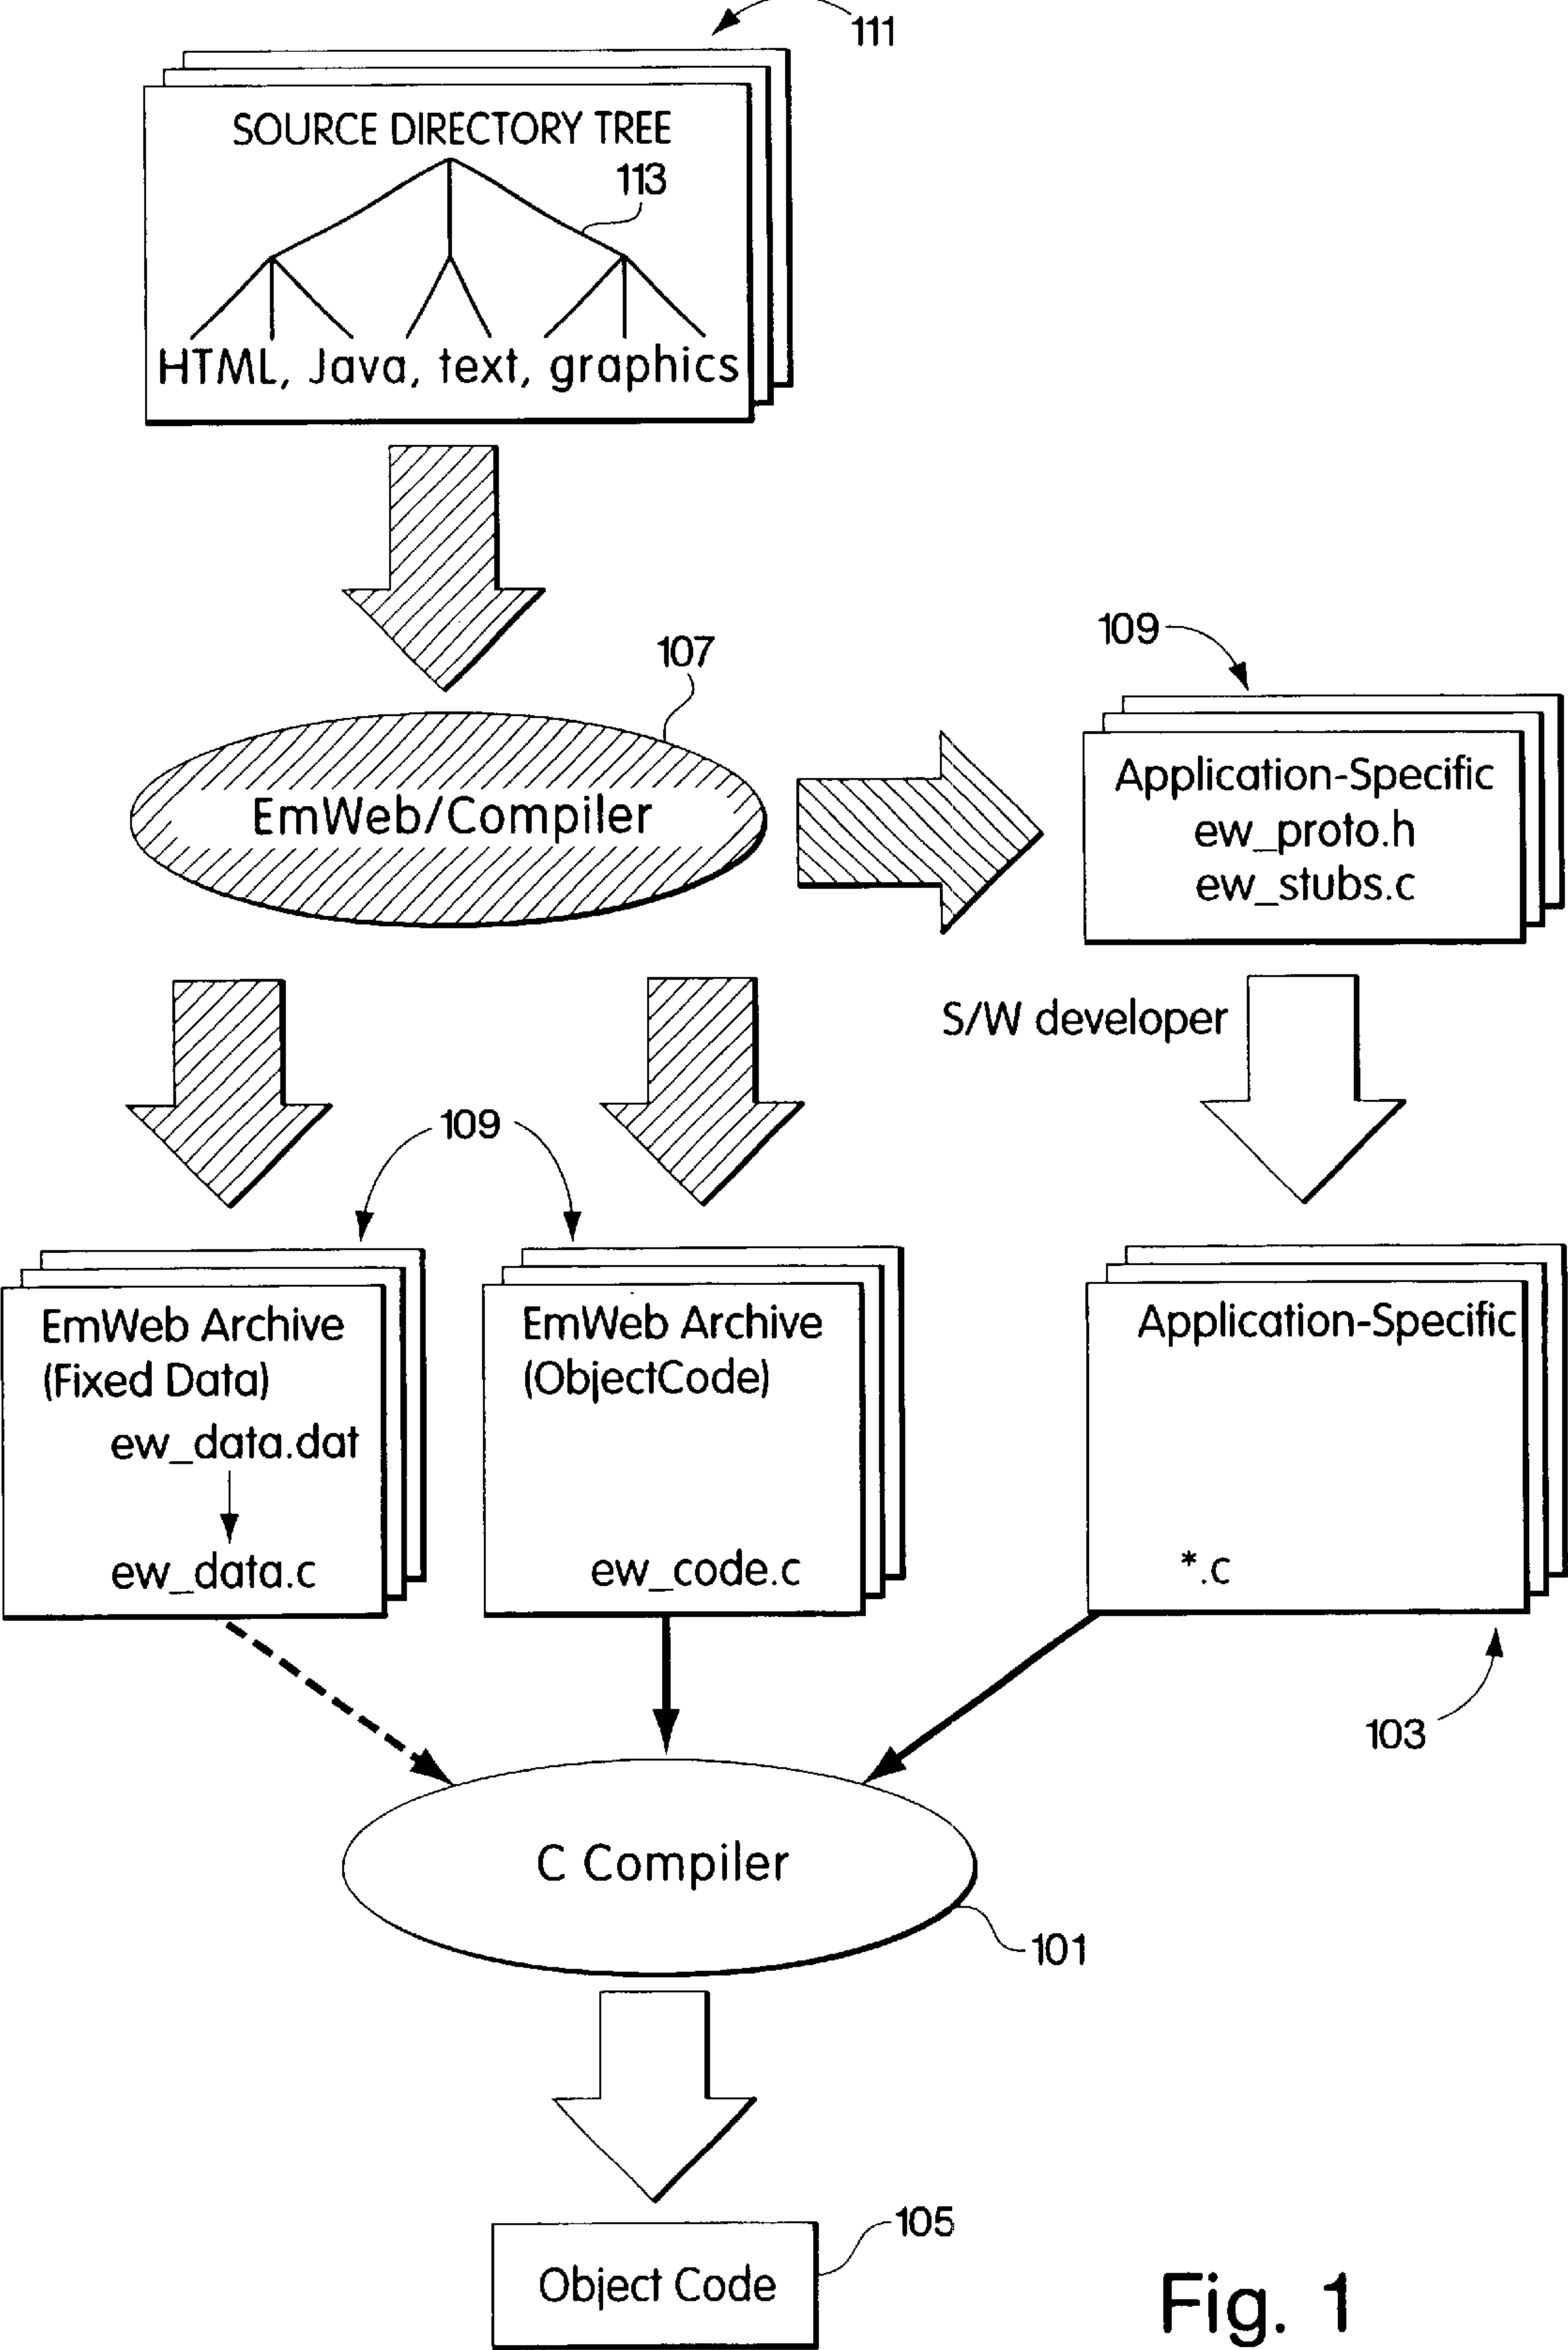 111
SOURCE DIRECTORY TREE
113
HTML, Java, text, graphics
107
109
EmWeb/Compiler
Application-Specific
ew_proto.h
ew_stubs.c
S/W developer
109
EmWeb Archive
(Fixed Data)
ew_data.dat
ew_data.c
EmWeb Archive
(ObjectCode)
ew_code.c
Application-Specific
*.c
103
C Compiler
101
105
Object Code
Fig. 1